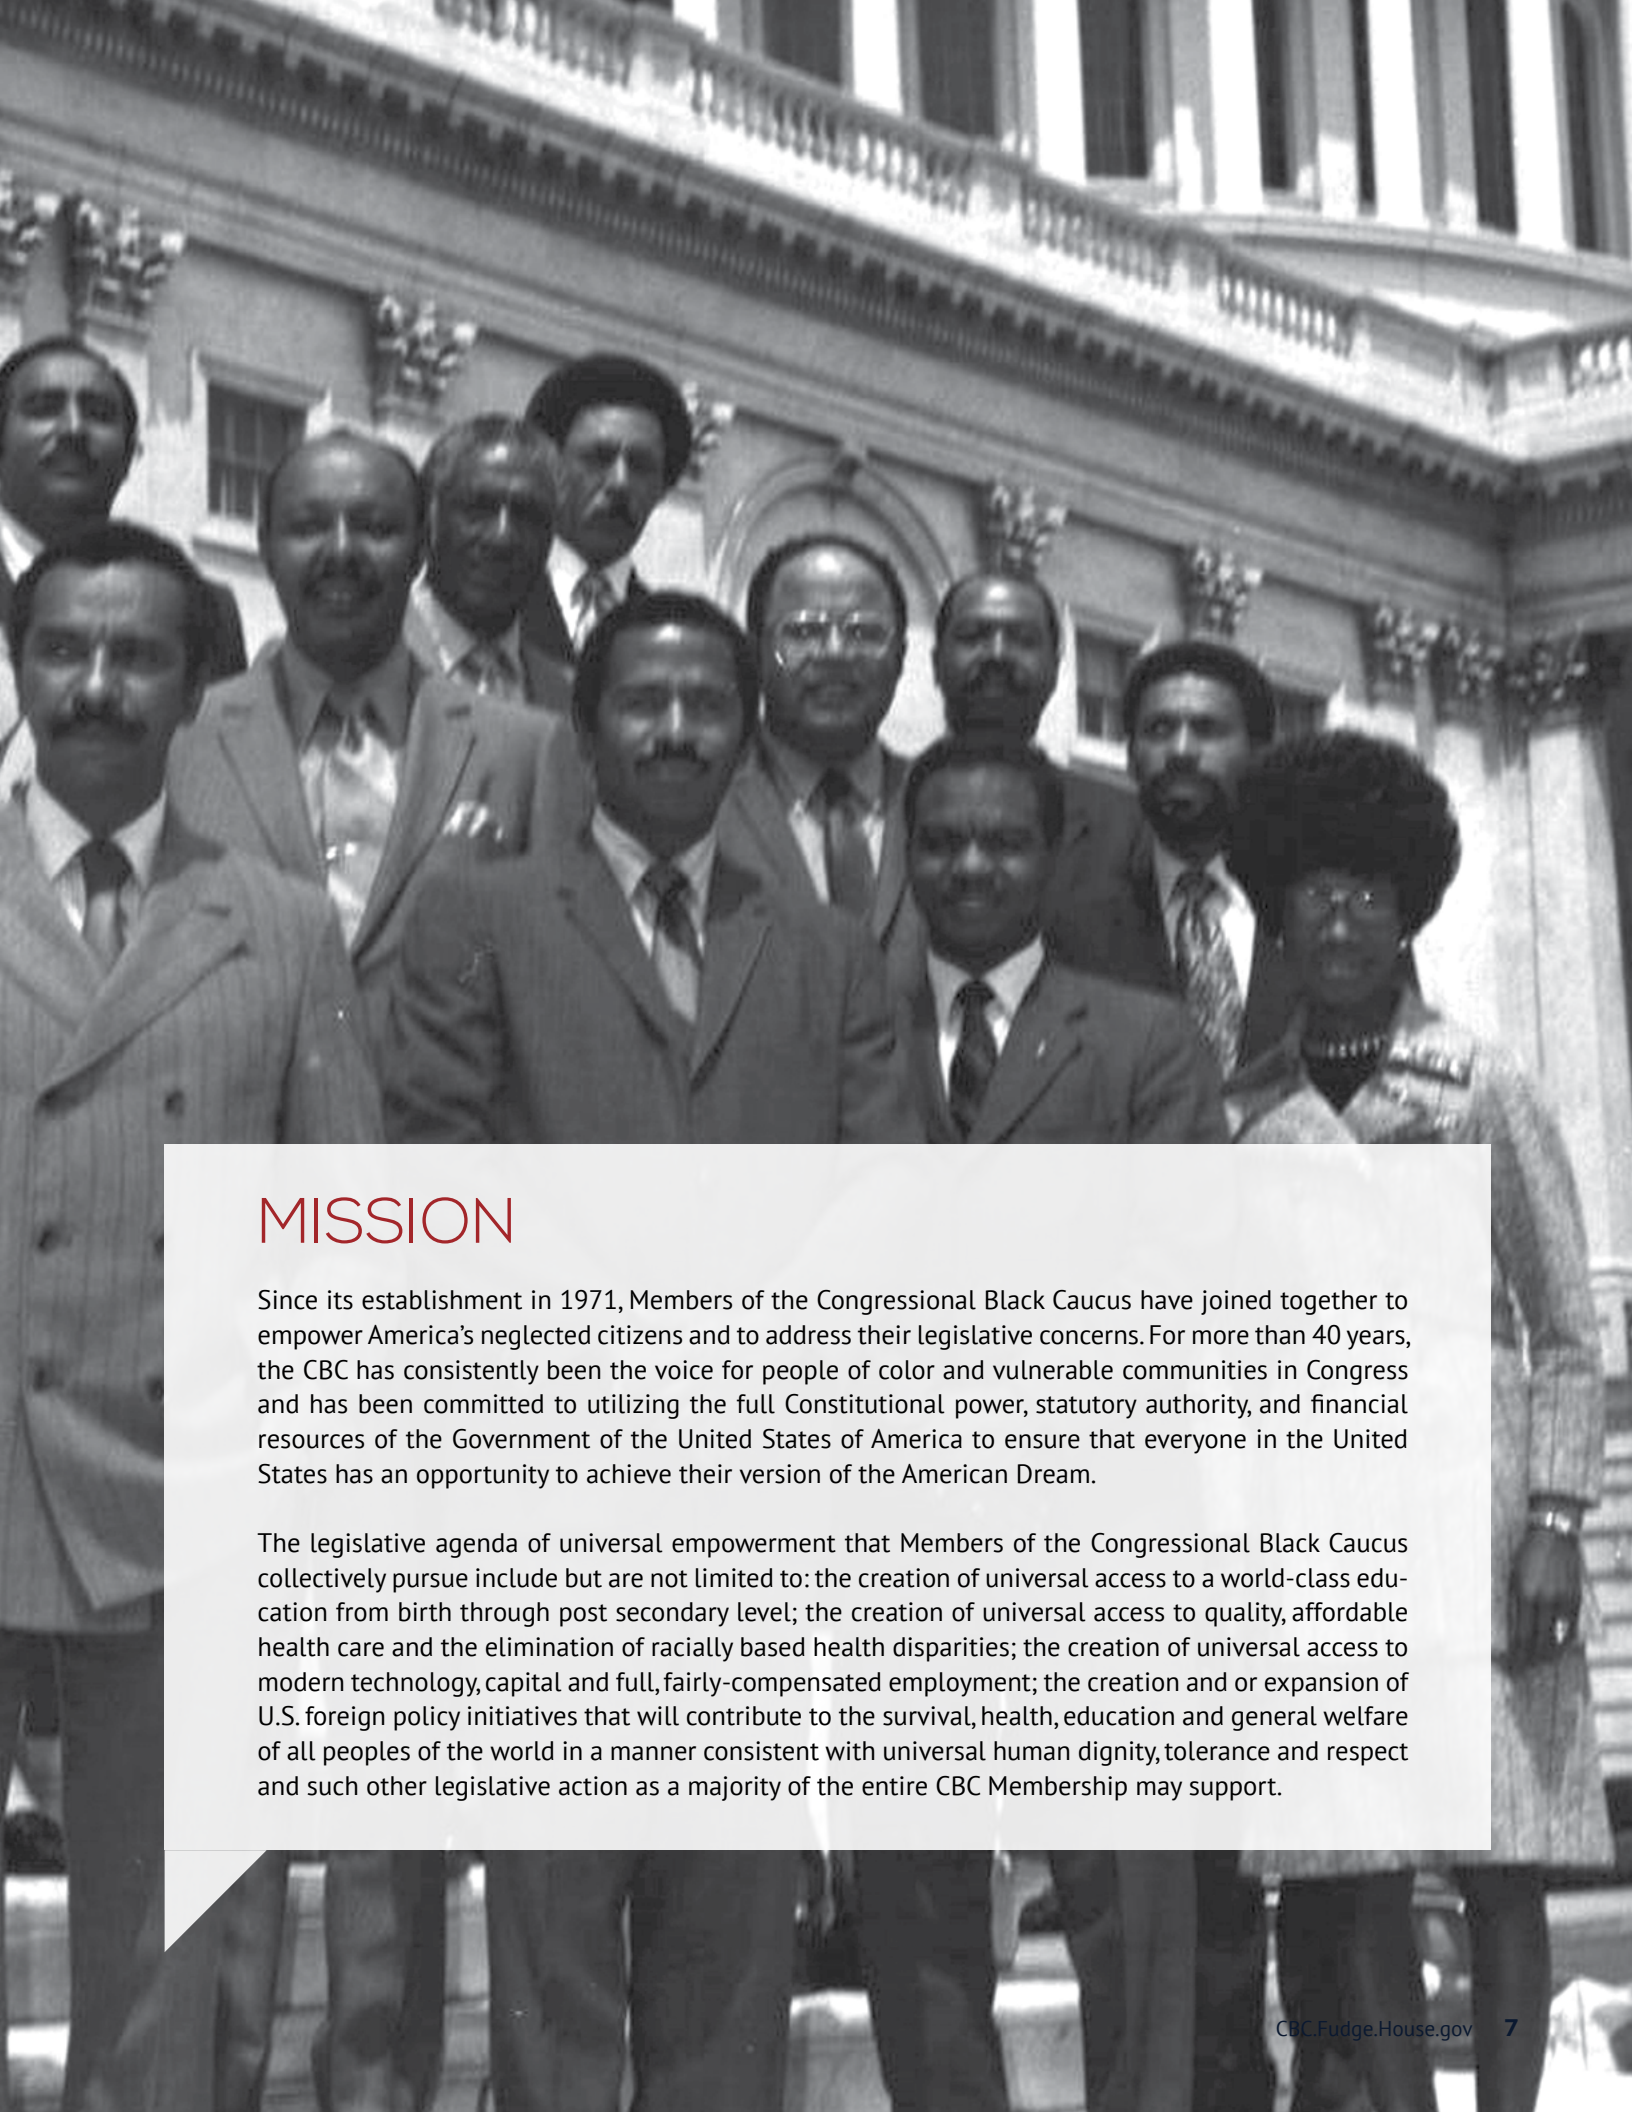 MISSION
Since its establishment in 1971, Members of the Congressional Black Caucus have joined together to
empower America’s neglected citizens and to address their legislative concerns. For more than 40 years,
the CBC has consistently been the voice for people of color and vulnerable communities in Congress
and has been committed to utilizing the full Constitutional power, statutory authority, and financial
resources of the Government of the United States of America to ensure that everyone in the United
States has an opportunity to achieve their version of the American Dream.
The legislative agenda of universal empowerment that Members of the Congressional Black Caucus
collectively pursue include but are not limited to: the creation of universal access to a world-class edu-
cation from birth through post secondary level; the creation of universal access to quality, affordable
health care and the elimination of racially based health disparities; the creation of universal access to
modern technology, capital and full, fairly-compensated employment; the creation and or expansion of
U.S. foreign policy initiatives that will contribute to the survival, health, education and general welfare
of all peoples of the world in a manner consistent with universal human dignity, tolerance and respect
and such other legislative action as a majority of the entire CBC Membership may support.
CBC.Fudge.House.gov 7